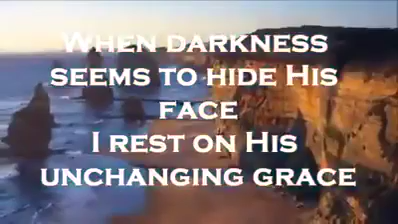 When darkness
seems to hide His
face
I rest on His
unchanging grace